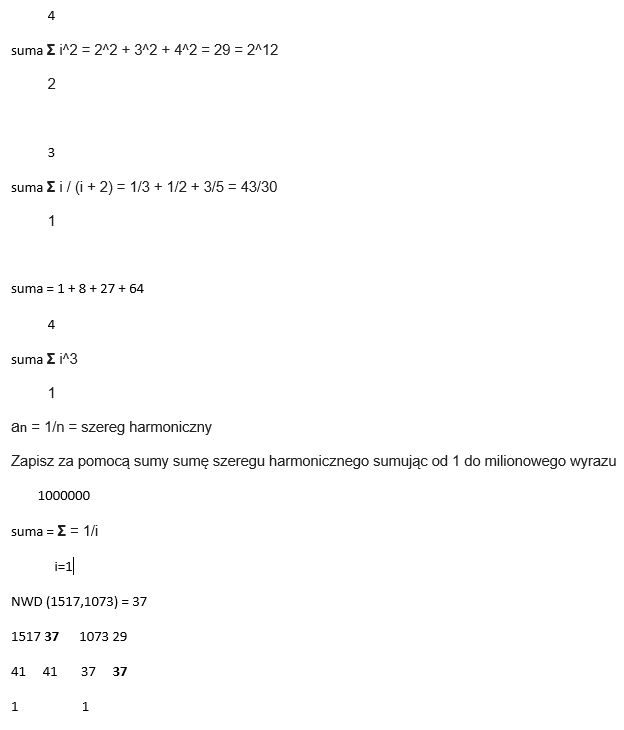 4
suma Σ i^2 = 2^2 + 3^2 + 4^2 = 29 = 2^12
2
3
suma Σ i / (i + 2) = 1/3 + 1/2 + 3/5 = 43/30
1
suma = 1 + 8 + 27 + 64
4
suma Σ i^3
1
an = 1/n = szereg harmoniczny
Zapisz za pomocą sumy sumę szeregu harmonicznego sumując od 1 do milionowego wyrazu
1000000
suma = Σ = 1/i
i=1
NWD (1517,1073) = 37
1517 37 1073 29
41 41 37 37
1 1